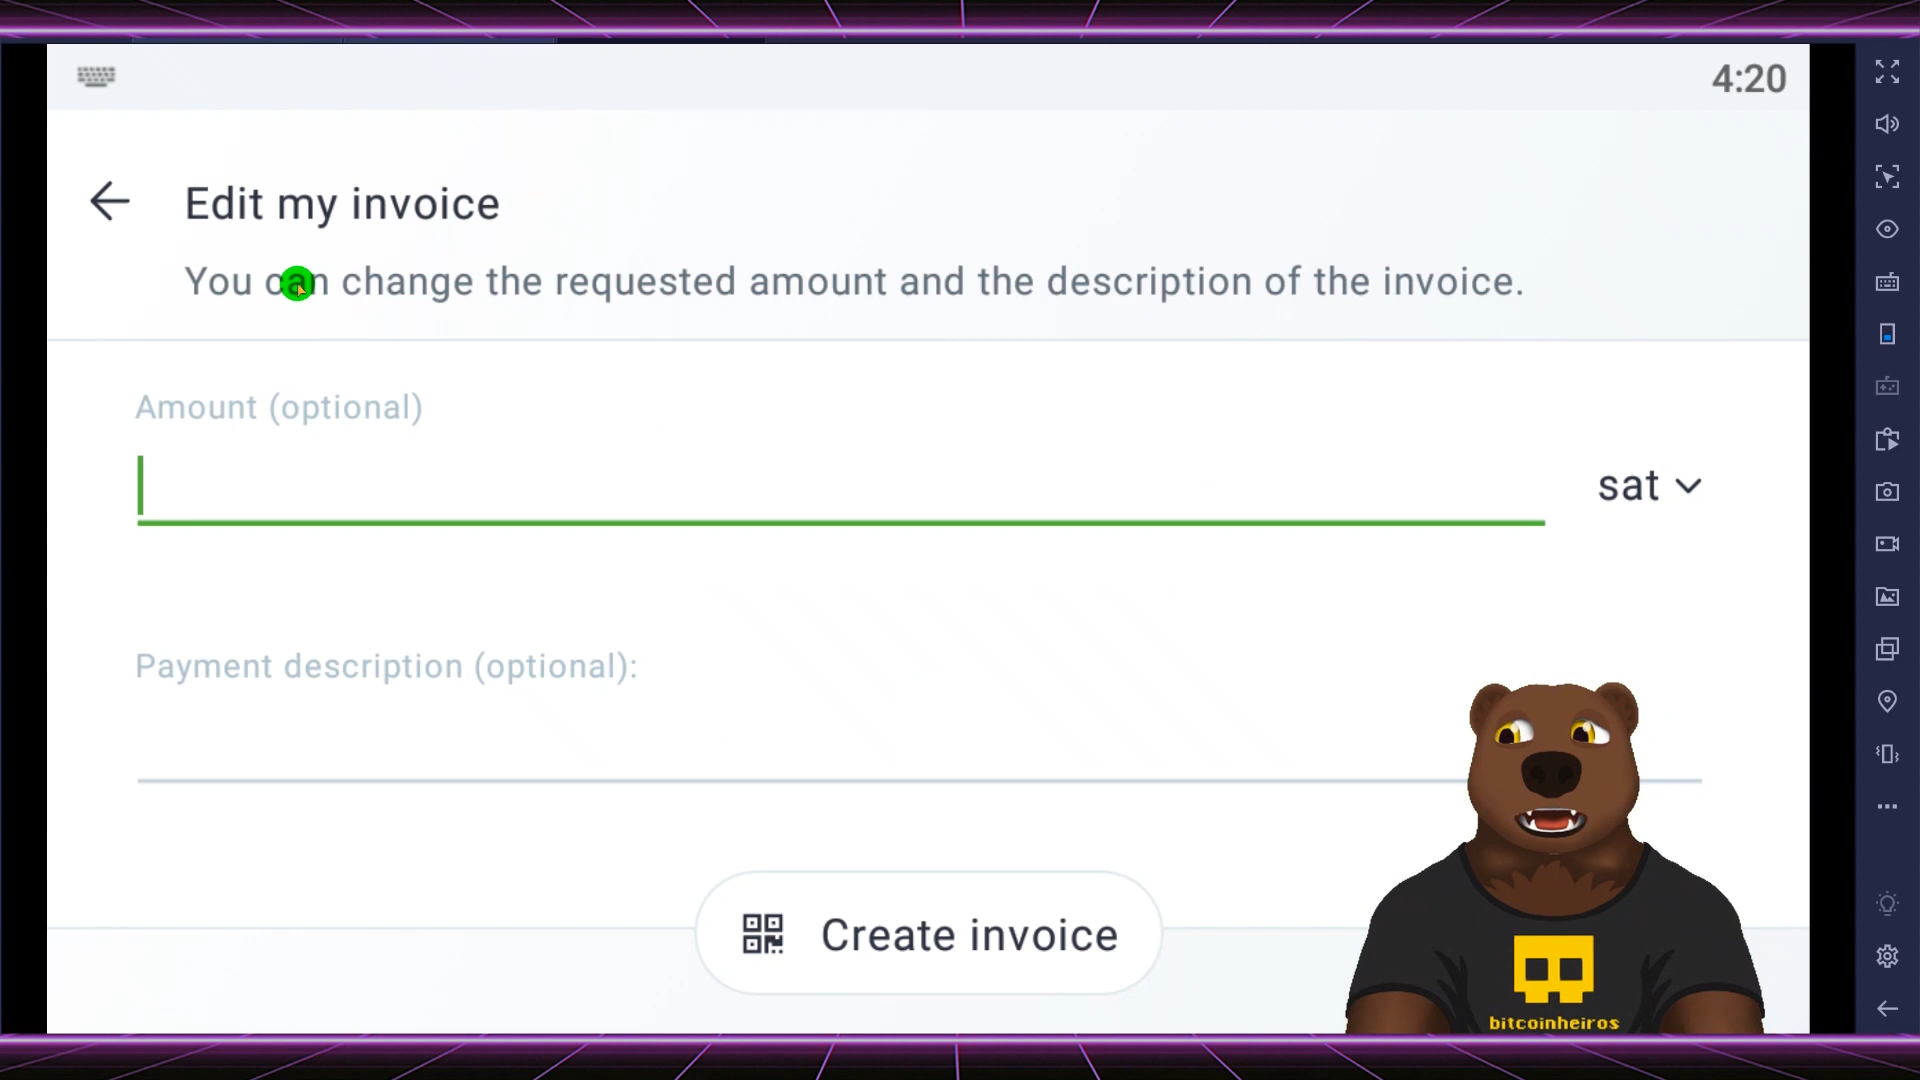 4:20
Edit my invoice
You can change the requested amount and the description of the invoice.
Amount (optional)
sat
Payment description (optional):
Create invoice
bitcoinheiros